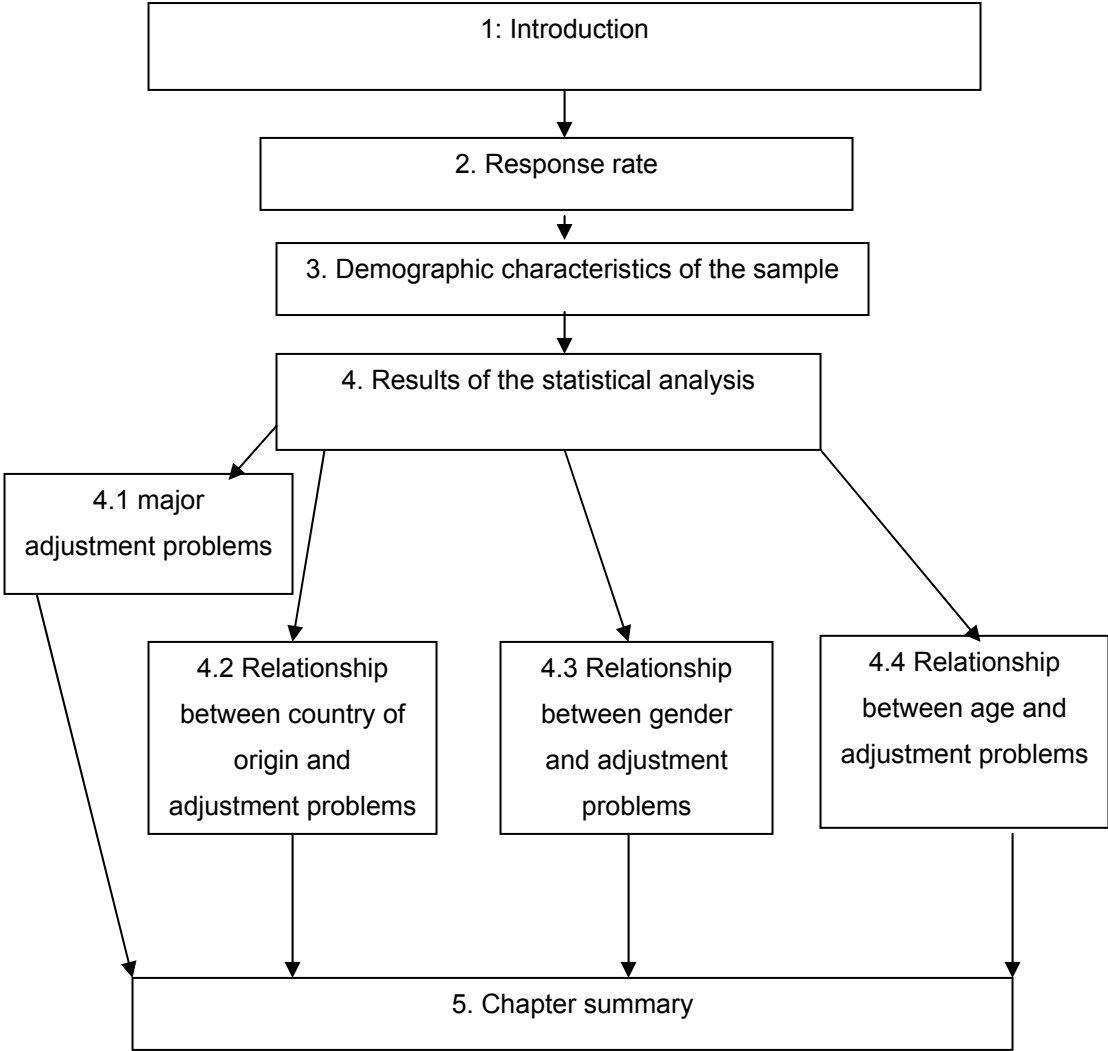 1: Introduction
2. Response rate
3. Demographic characteristics of the sample
4. Results of the statistical analysis
4.1 major
adjustment problems
4.2 Relationship
between country of
origin and
adjustment problems
4.3 Relationship
between gender
and adjustment
problems
4.4 Relationship
between age and
adjustment problems
5. Chapter summary